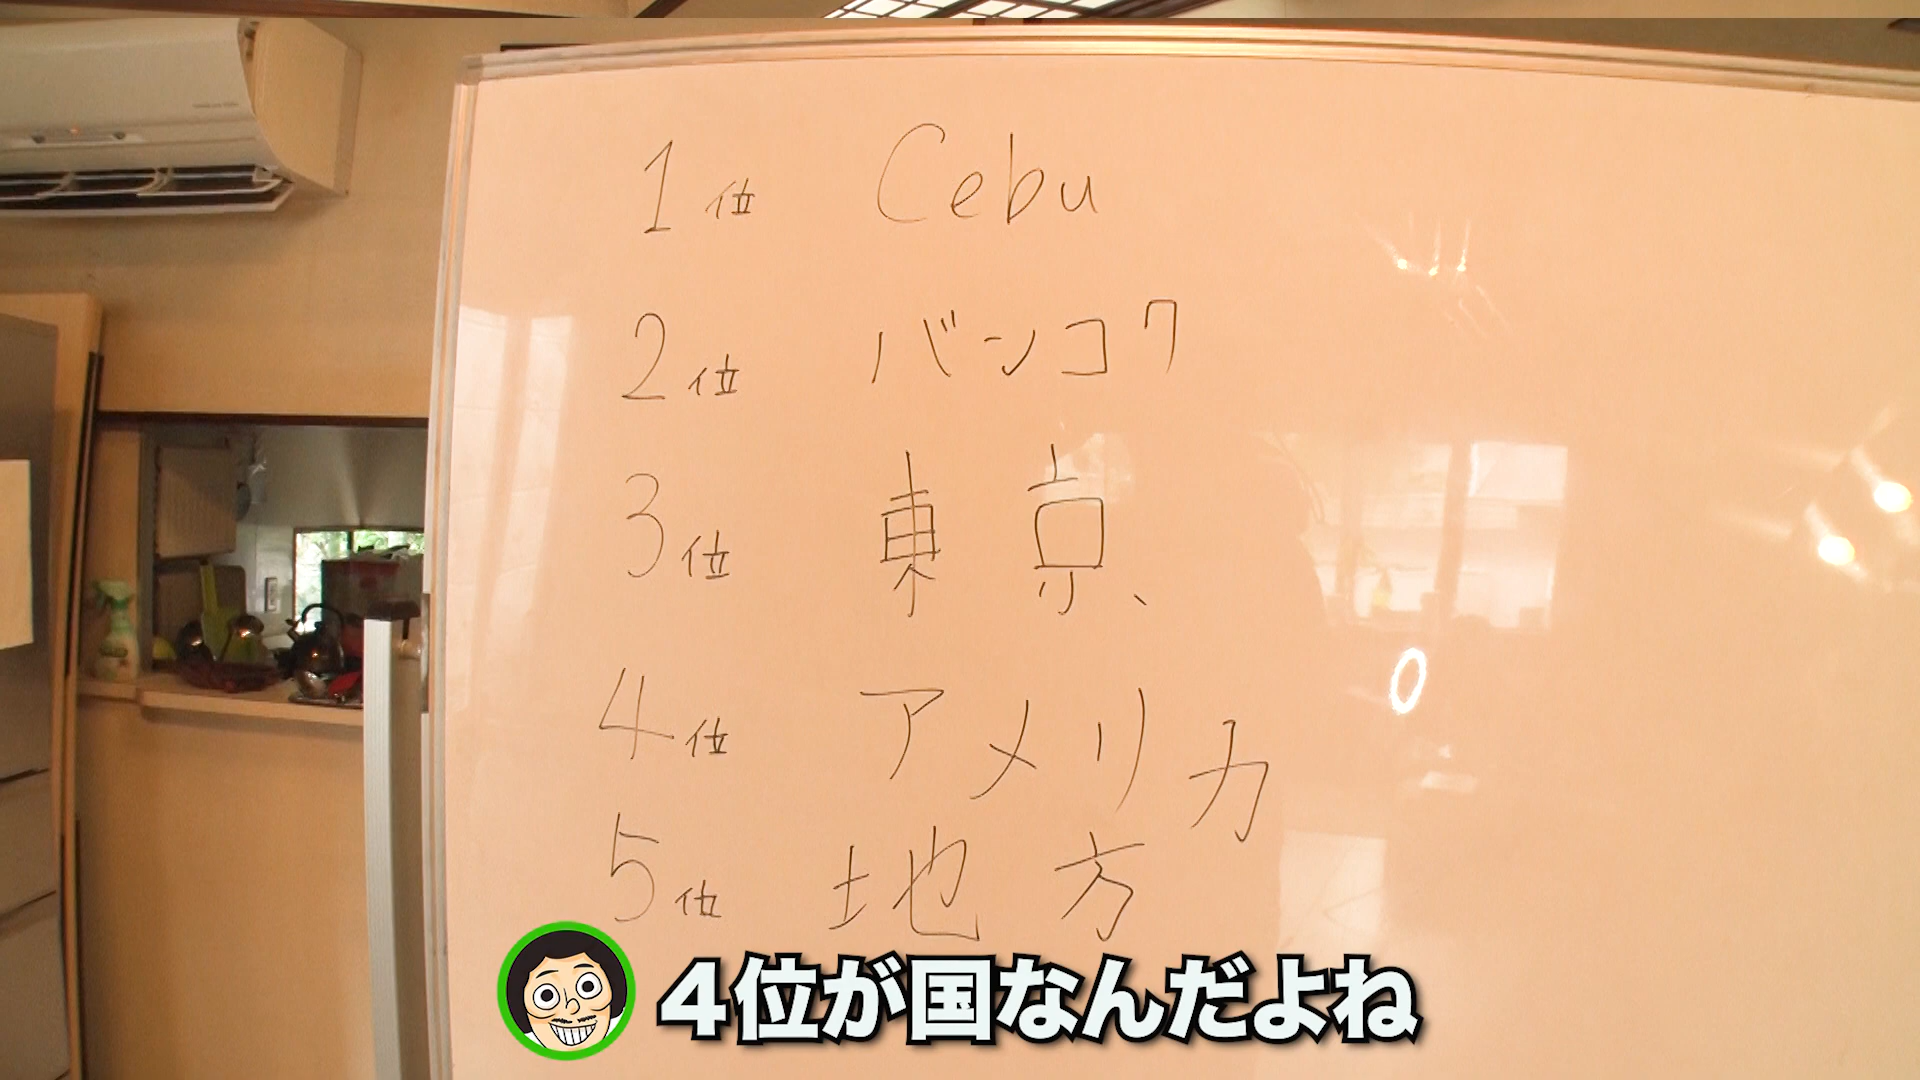 1位 Cebu
2位 バンコク
3位 東京、
4位 アメリカ
5位 地方
4位が国なんだよね